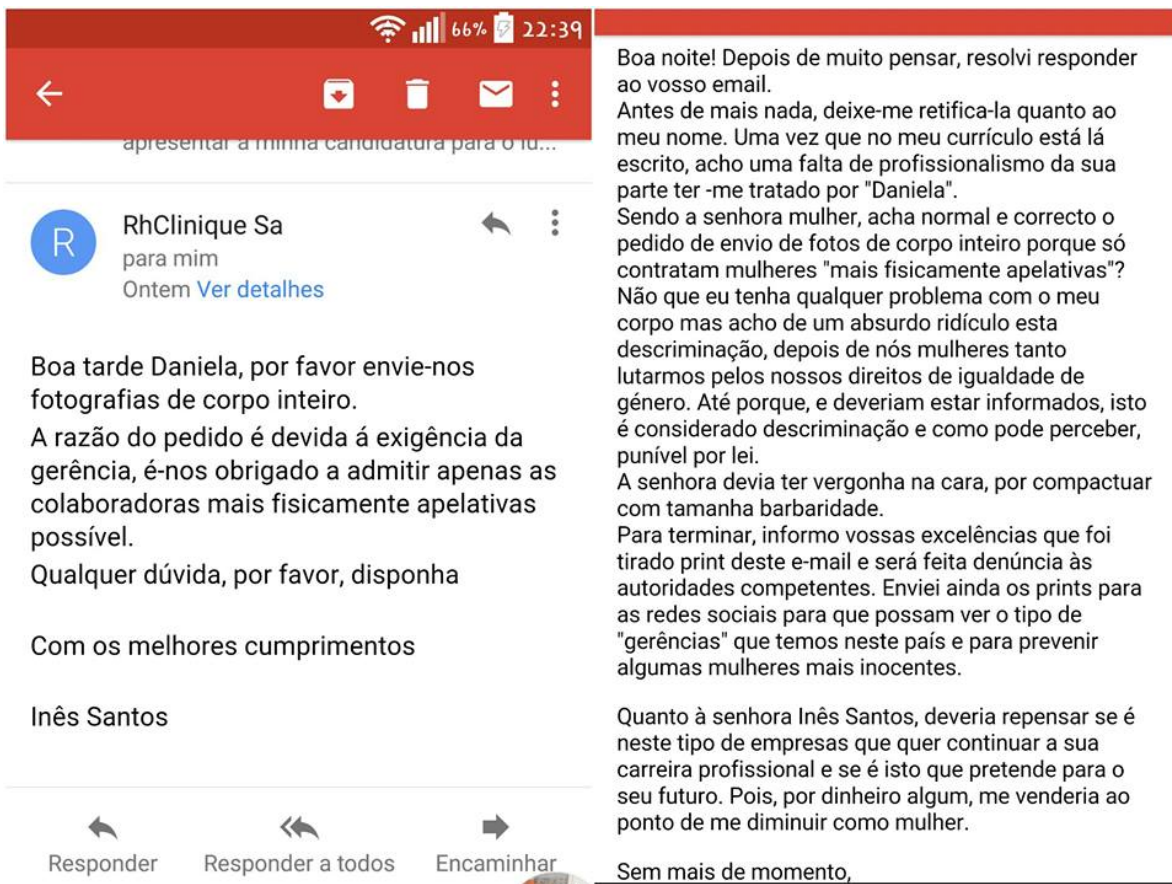 66% 22:39
apresentar a minha candidatura para o lu...
R
RhClinique Sa
para mim
Ontem Ver detalhes
Boa tarde Daniela, por favor envie-nos
fotografias de corpo inteiro.
A razão do pedido é devida á exigência da
gerência, é-nos obrigado a admitir apenas as
colaboradoras mais fisicamente apelativas
possível.
Qualquer dúvida, por favor, disponha
Com os melhores cumprimentos
Inês Santos
Responder Responder a todos Encaminhar
Boa noite! Depois de muito pensar, resolvi responder
ao vosso email.
Antes de mais nada, deixe-me retifica-la quanto ao
meu nome. Uma vez que no meu currículo está lá
escrito, acho uma falta de profissionalismo da sua
parte ter -me tratado por "Daniela".
Sendo a senhora mulher, acha normal e correcto o
pedido de envio de fotos de corpo inteiro porque só
contratam mulheres "mais fisicamente apelativas"?
Não que eu tenha qualquer problema com o meu
corpo mas acho de um absurdo ridículo esta
descriminação, depois de nós mulheres tanto
lutarmos pelos nossos direitos de igualdade de
género. Até porque, e deveriam estar informados, isto
é considerado descriminação e como pode perceber,
punível por lei.
A senhora devia ter vergonha na cara, por compactuar
com tamanha barbaridade.
Para terminar, informo vossas excelências que foi
tirado print deste e-mail e será feita denúncia às
autoridades competentes. Enviei ainda os prints para
as redes sociais para que possam ver o tipo de
"gerências" que temos neste país e para prevenir
algumas mulheres mais inocentes.
Quanto à senhora Inês Santos, deveria repensar se é
neste tipo de empresas que quer continuar a sua
carreira profissional e se é isto que pretende para o
seu futuro. Pois, por dinheiro algum, me venderia ao
ponto de me diminuir como mulher.
Sem mais de momento,